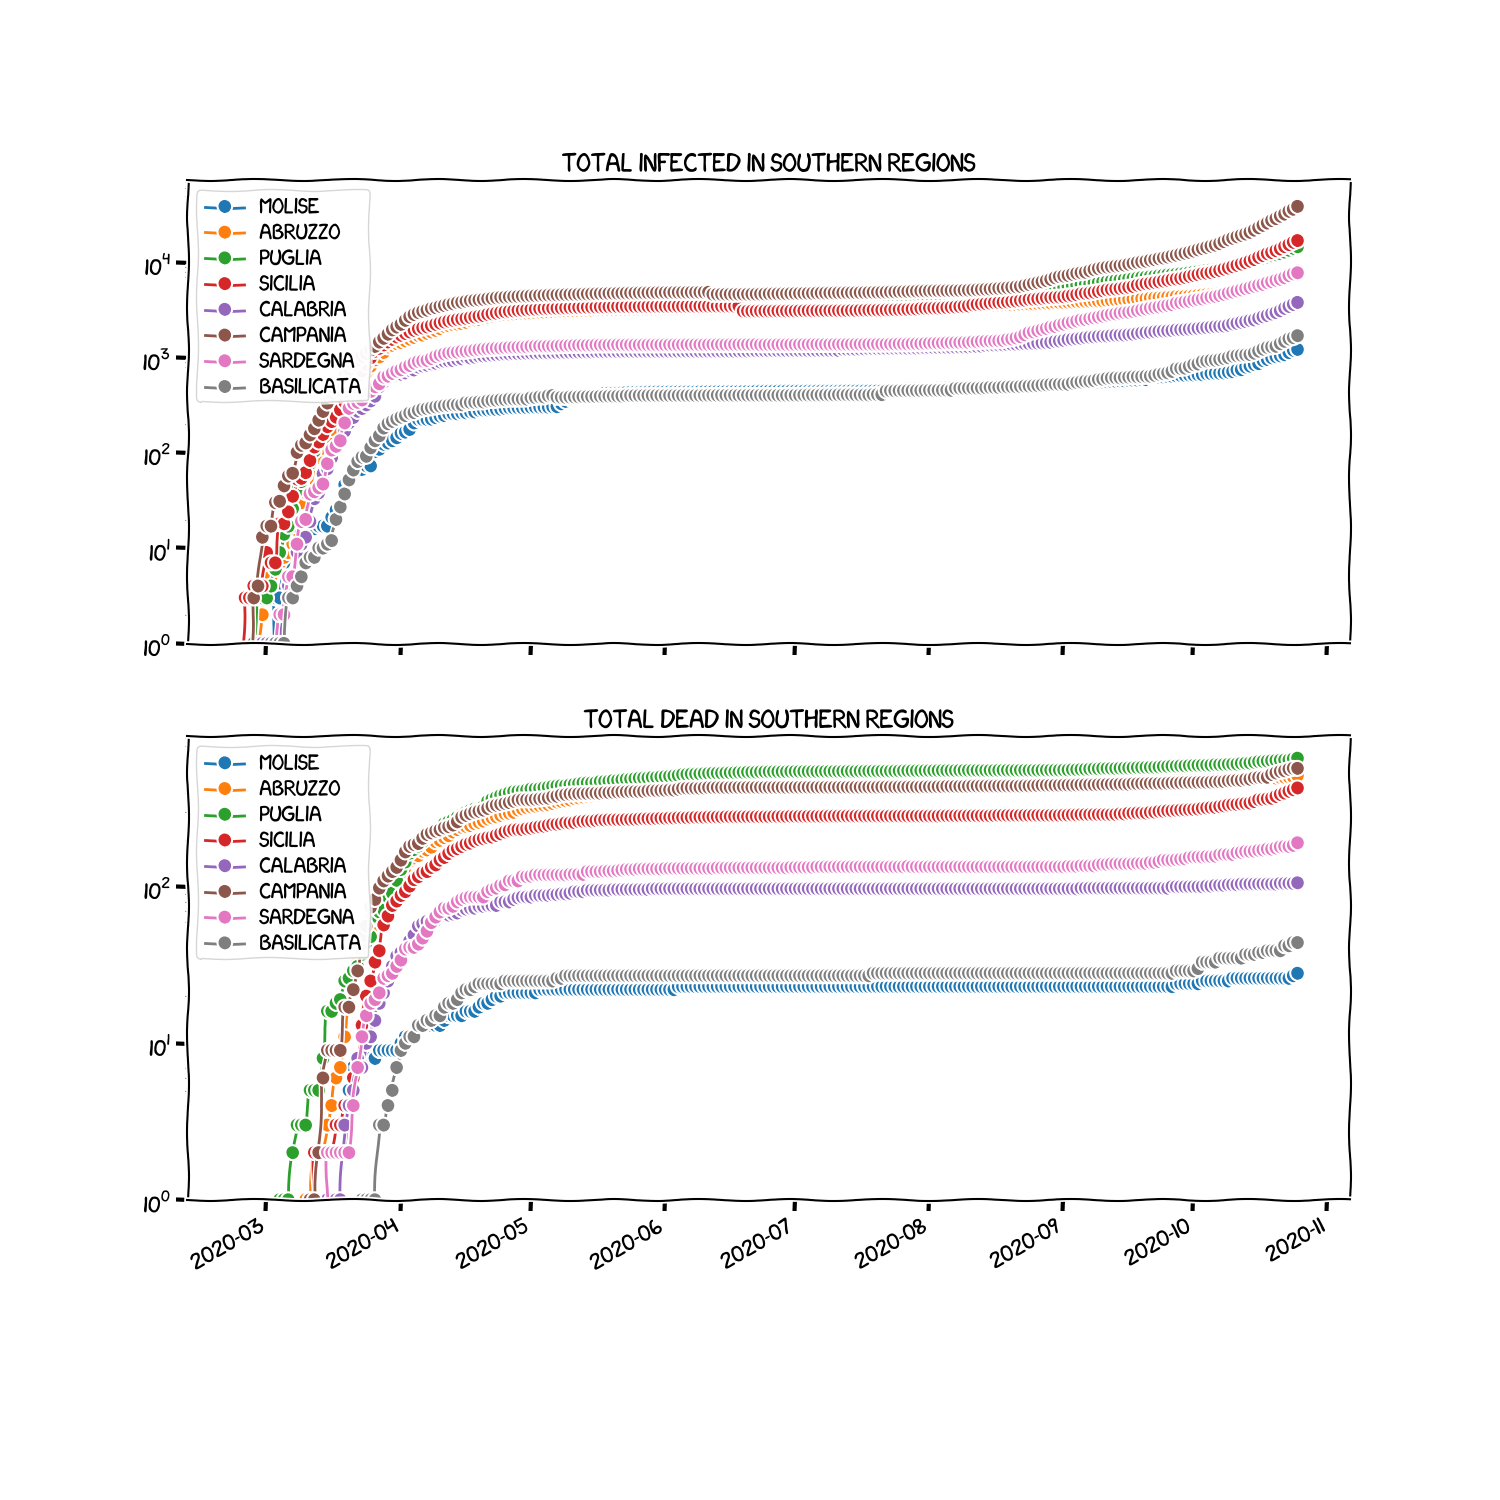 TOTAL INFECTED IN SOUTHERN REGIONS
MOLISE
ABRUZZO
PUGLIA
SICILIA
CALABRIA
CAMPANIA
SARDEGNA
BASILICATA
10⁴
10³
10²
10¹
10⁰
TOTAL DEAD IN SOUTHERN REGIONS
MOLISE
ABRUZZO
PUGLIA
SICILIA
CALABRIA
CAMPANIA
SARDEGNA
BASILICATA
10²
10¹
10⁰
2020-03 2020-04 2020-05 2020-06 2020-07 2020-08 2020-09 2020-10 2020-11